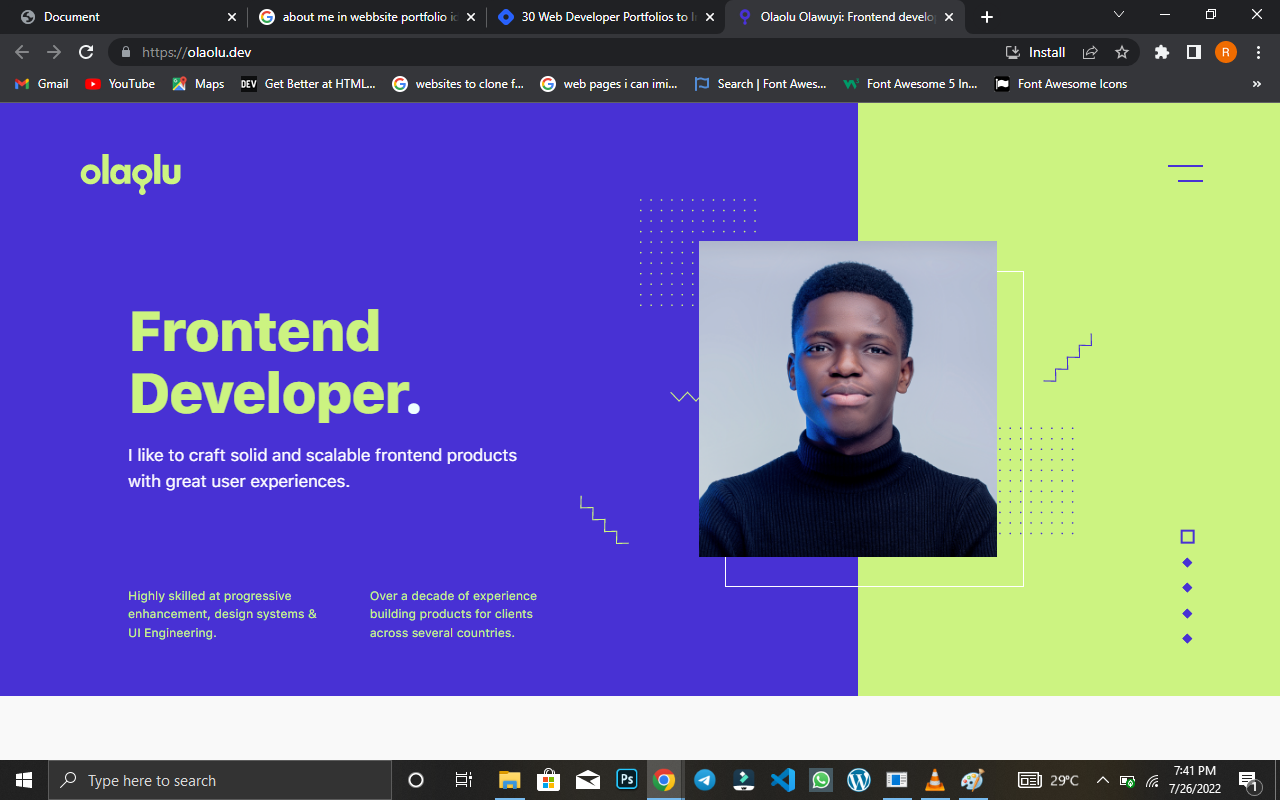 Document
about me in webbsite portfolio
30 Web Developer Portfolios to
Olaolu Olawuyi: Frontend develo
https://olaolu.dev
Install
R
Gmail
YouTube
Maps
DEV
Get Better at HTML...
websites to clone f...
web pages i can imi...
Search | Font Awes...
Font Awesome 5 In...
Font Awesome Icons
»
olaolu
Frontend
Developer.
I like to craft solid and scalable frontend products
with great user experiences.
Highly skilled at progressive
enhancement, design systems &
UI Engineering.
Over a decade of experience
building products for clients
across several countries.
Type here to search
Ps
29°C
7:41 PM
7/26/2022
1